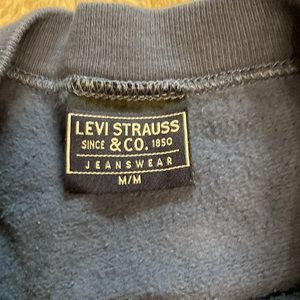 LEVI STRAUSS
SINCE & CO. 1850
JEANSWEAR
M/M